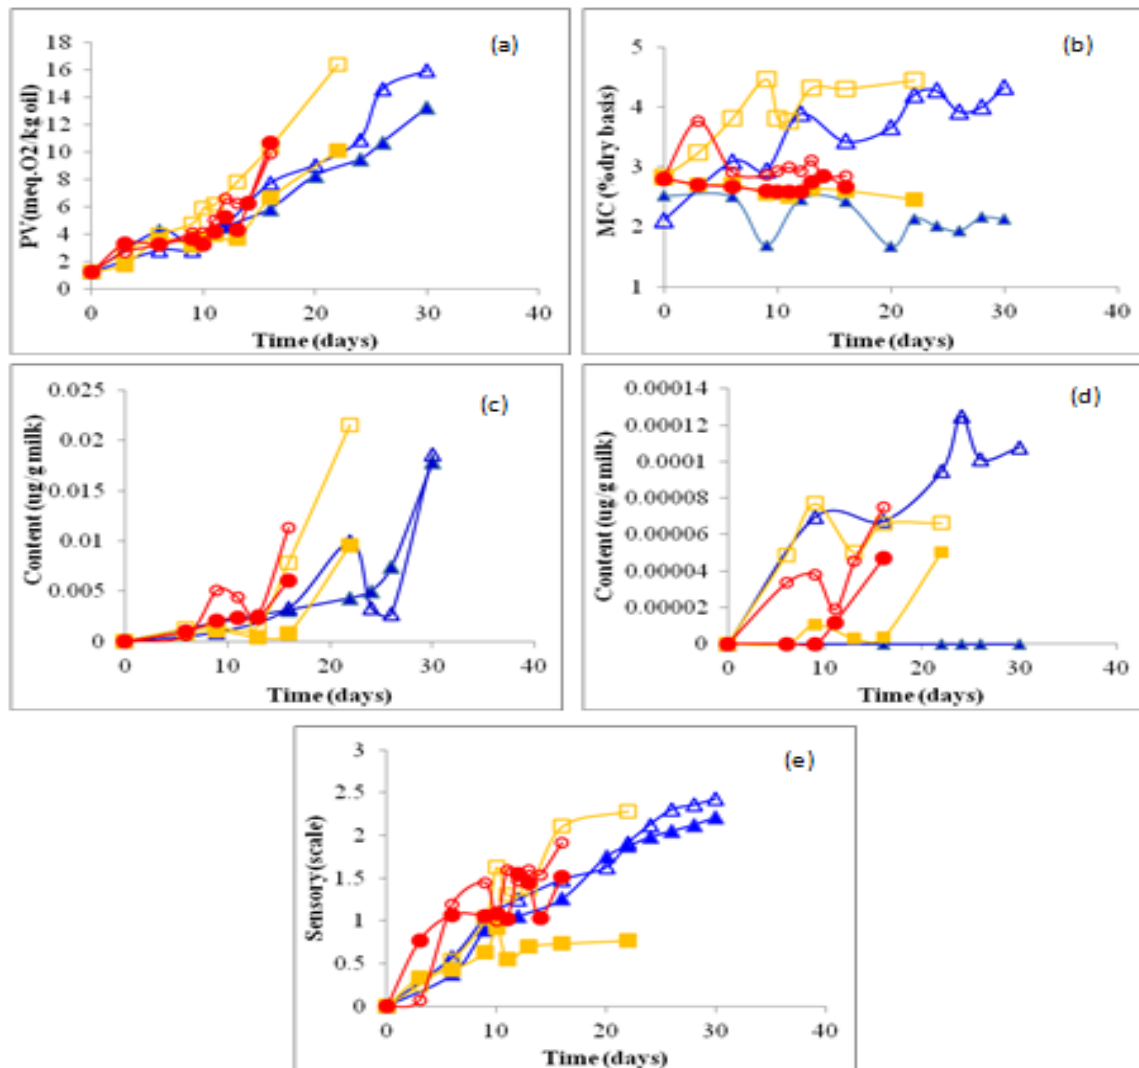 (a)
PV(meq.O2/kg oil)
18
16
14
12
10
8
6
4
2
0
0 10 20 30 40
Time (days)
(b)
MC (%dry basis)
5
4
3
2
1
0 10 20 30 40
Time (days)
(c)
Content (ug/g milk)
0.025
0.02
0.015
0.01
0.005
0
0 10 20 30 40
Time (days)
(d)
Content (ug/g milk)
0.00014
0.00012
0.0001
0.00008
0.00006
0.00004
0.00002
0
0 10 20 30 40
Time (days)
(e)
Sensory(scale)
3
2.5
2
1.5
1
0.5
0
0 10 20 30 40
Time (days)